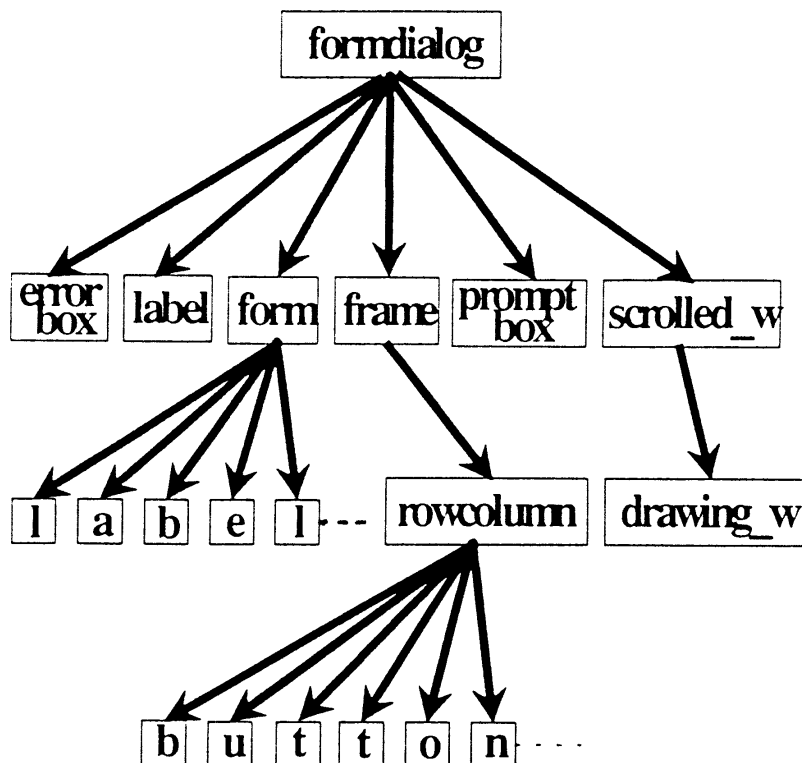 formdialog
error
box
label
form
frame
prompt
box
scrolled_w
l a b e l
rowcolumn
drawing_w
b u t t o n